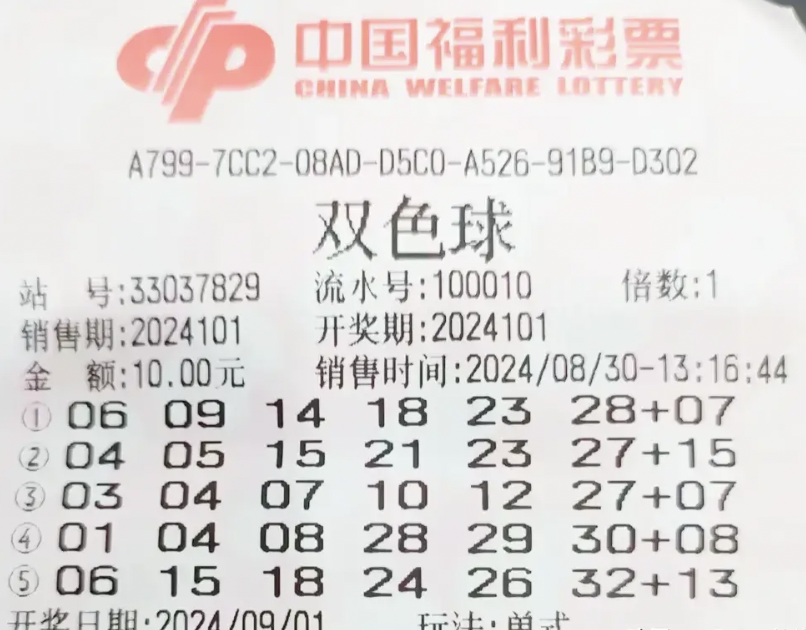 中国福利彩票
CHINA WELFARE LOTTERY
A799-7CC2-08AD-D5C0-A526-91B9-D302
双色球
站 号:33037829 流水号:100010 倍数:1
销售期:2024101 开奖期:2024101
金 额:10.00元 销售时间:2024/08/30-13:16:44
① 06 09 14 18 23 28+07
② 04 05 15 21 23 27+15
③ 03 04 07 10 12 27+07
④ 01 04 08 28 29 30+08
⑤ 06 15 18 24 26 32+13
开奖日期:2024/09/01 玩法:单式